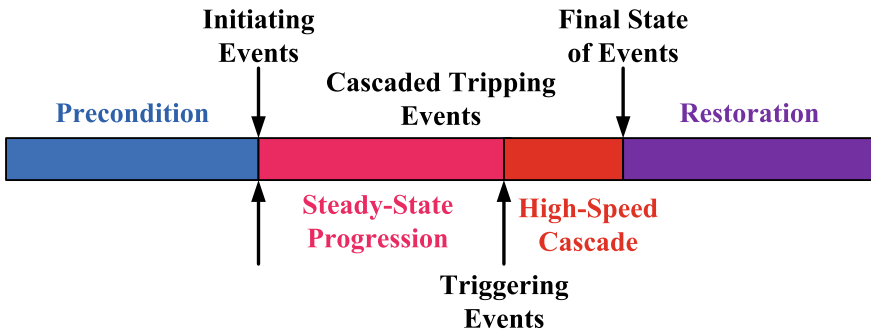 Initiating
Events
Final State
of Events
Cascaded Tripping
Events
Precondition
Restoration
Steady-State
Progression
High-Speed
Cascade
Triggering
Events